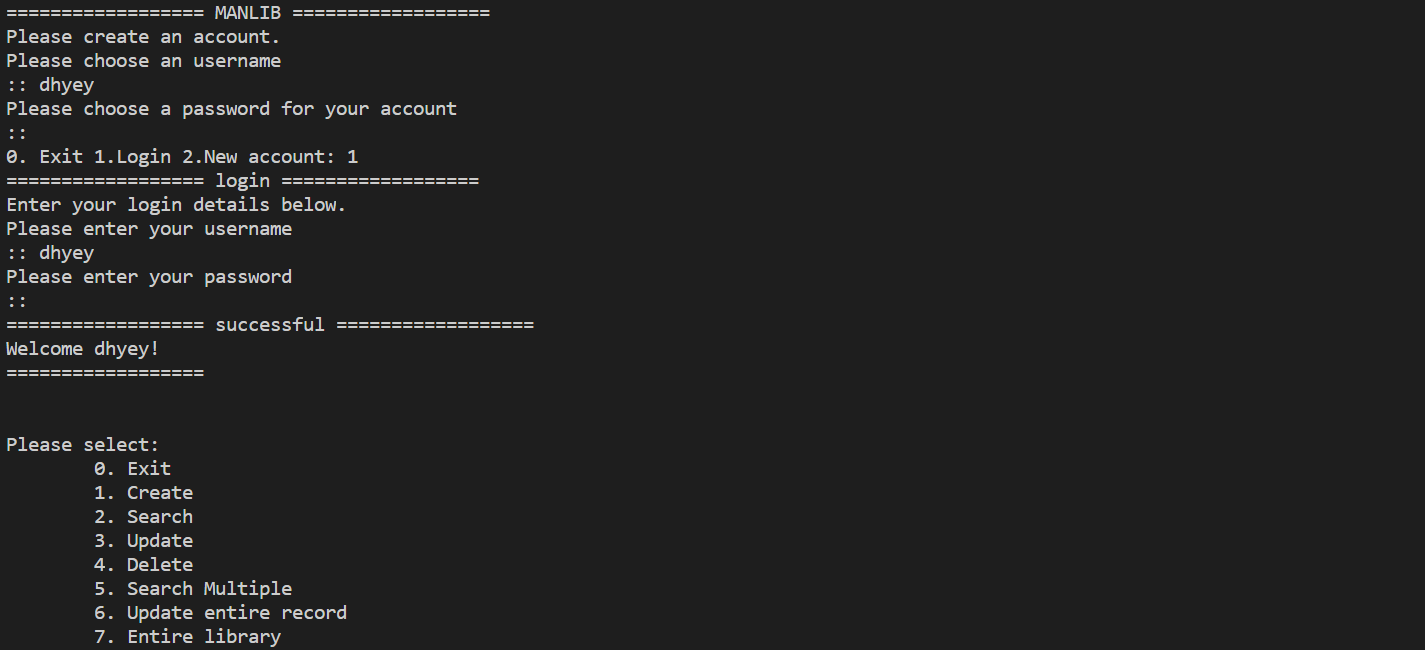 ================== MANLIB ==================
Please create an account.
Please choose an username
:: dhyey
Please choose a password for your account
::
0. Exit 1.Login 2.New account: 1
================== login ==================
Enter your login details below.
Please enter your username
:: dhyey
Please enter your password
::
================== successful ==================
Welcome dhyey!
==================
Please select:
0. Exit
1. Create
2. Search
3. Update
4. Delete
5. Search Multiple
6. Update entire record
7. Entire library